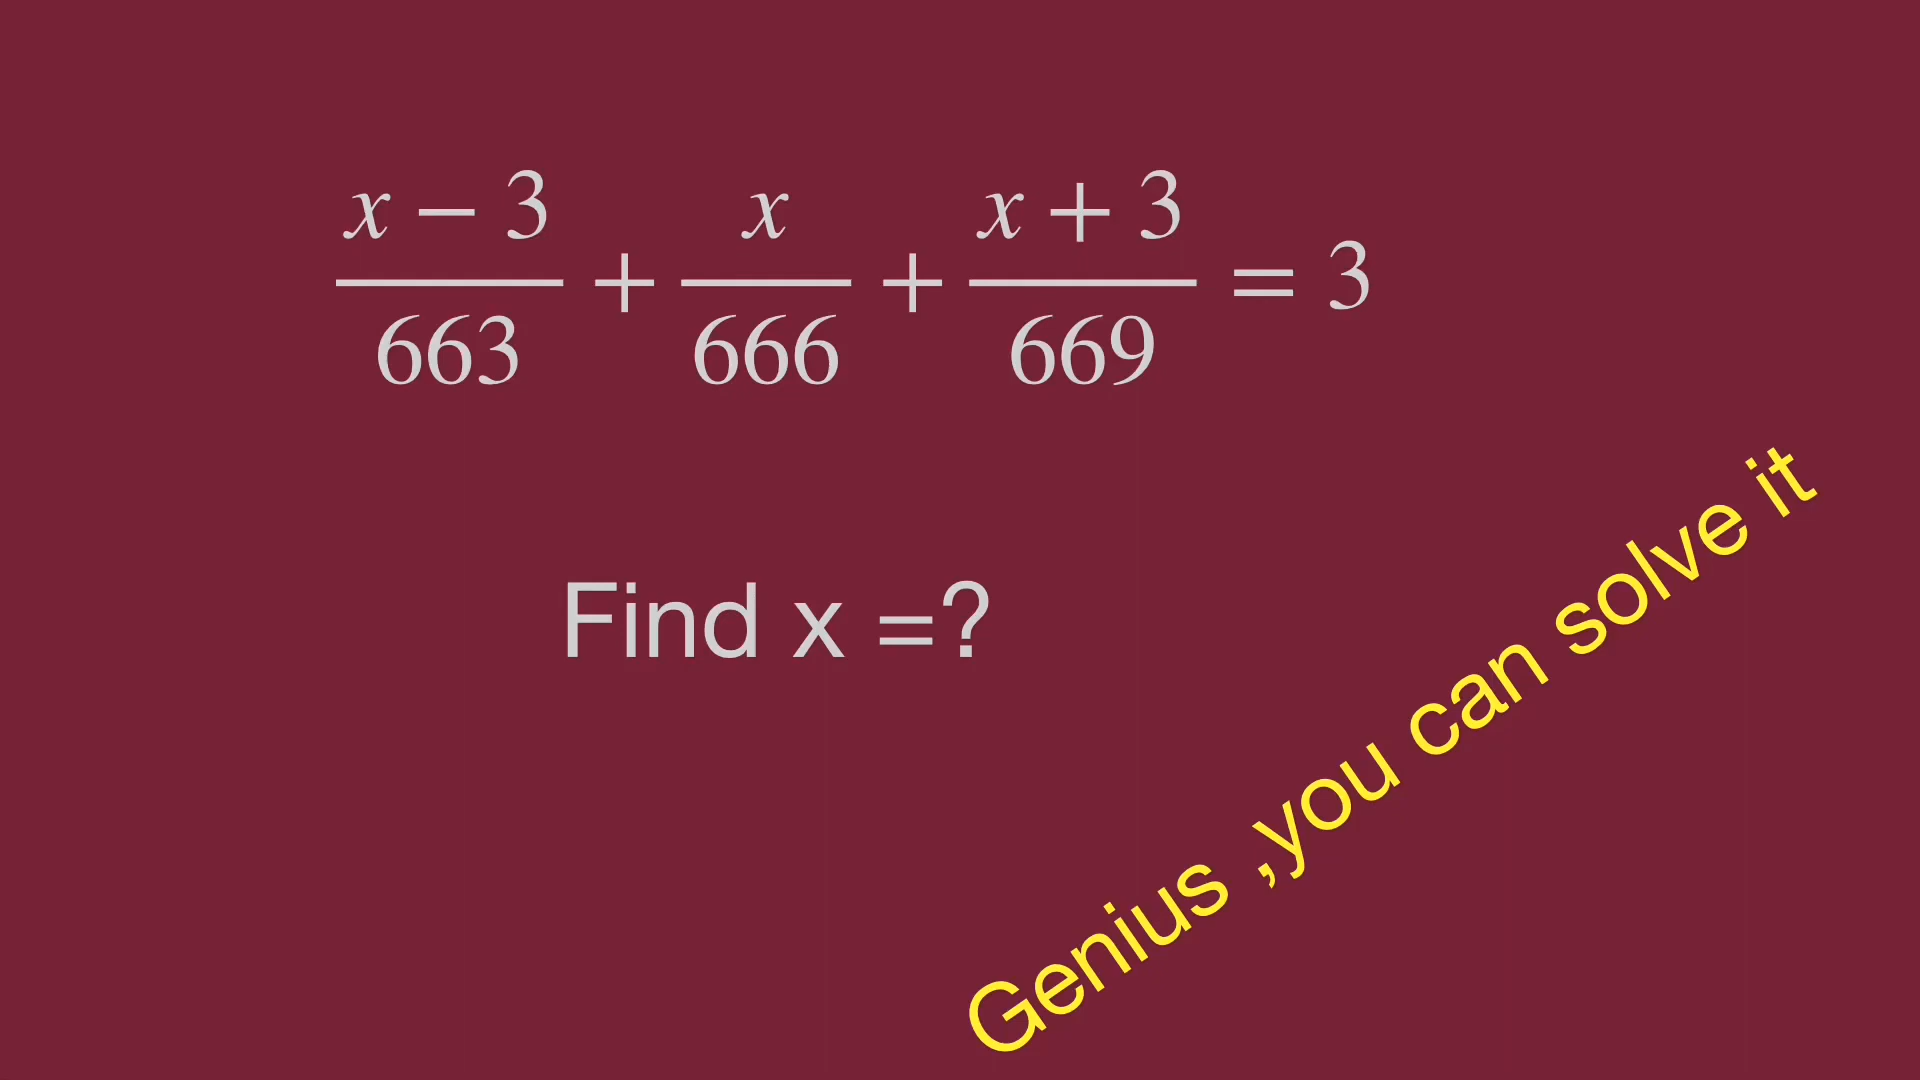 x − 3 / 663 + x / 666 + x + 3 / 669 = 3
Find x =?
Genius ,you can solve it